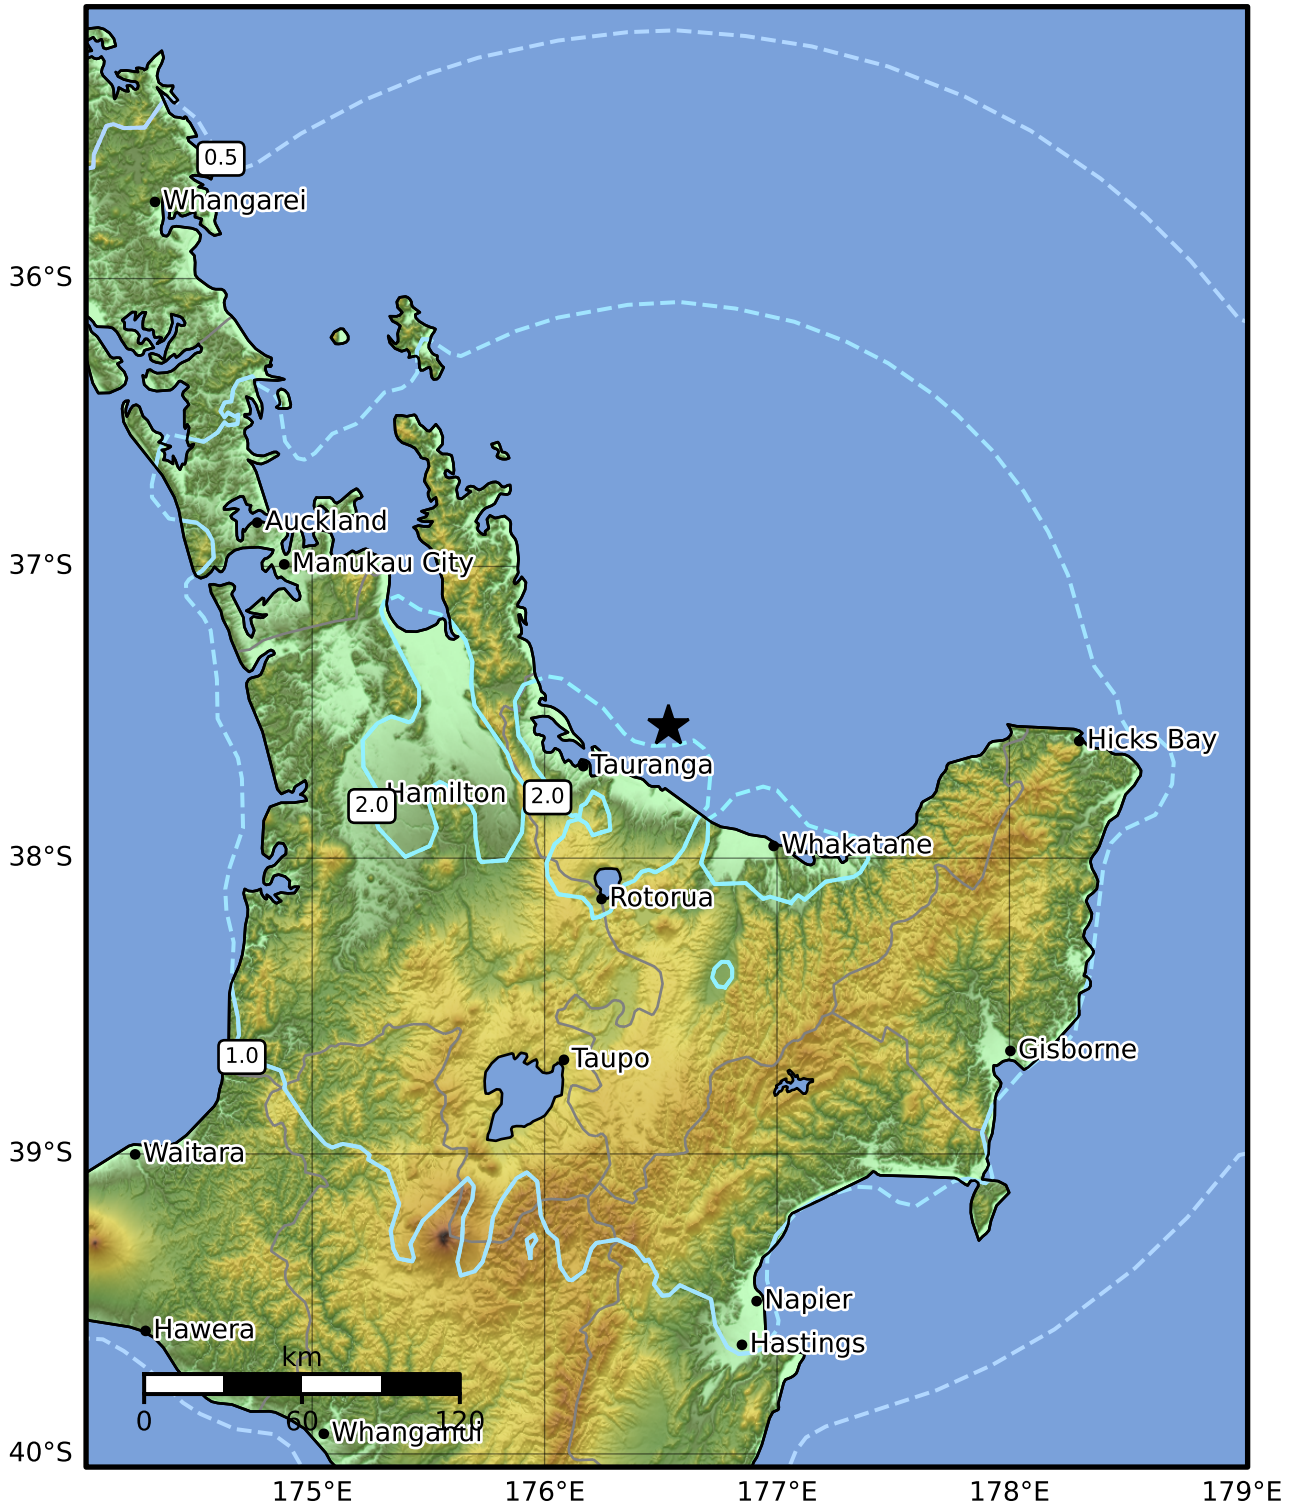 0.5
Whangarei
36°S
Auckland
37°S
Manukau City
Hicks Bay
Tauranga
2.0
Hamilton
2.0
Whakatane
38°S
Rotorua
1.0
Taupo
Gisborne
39°S
Waitara
Napier
Hawera
Hastings
km
0
60
120
Whanganui
40°S
175°E
176°E
177°E
178°E
179°E